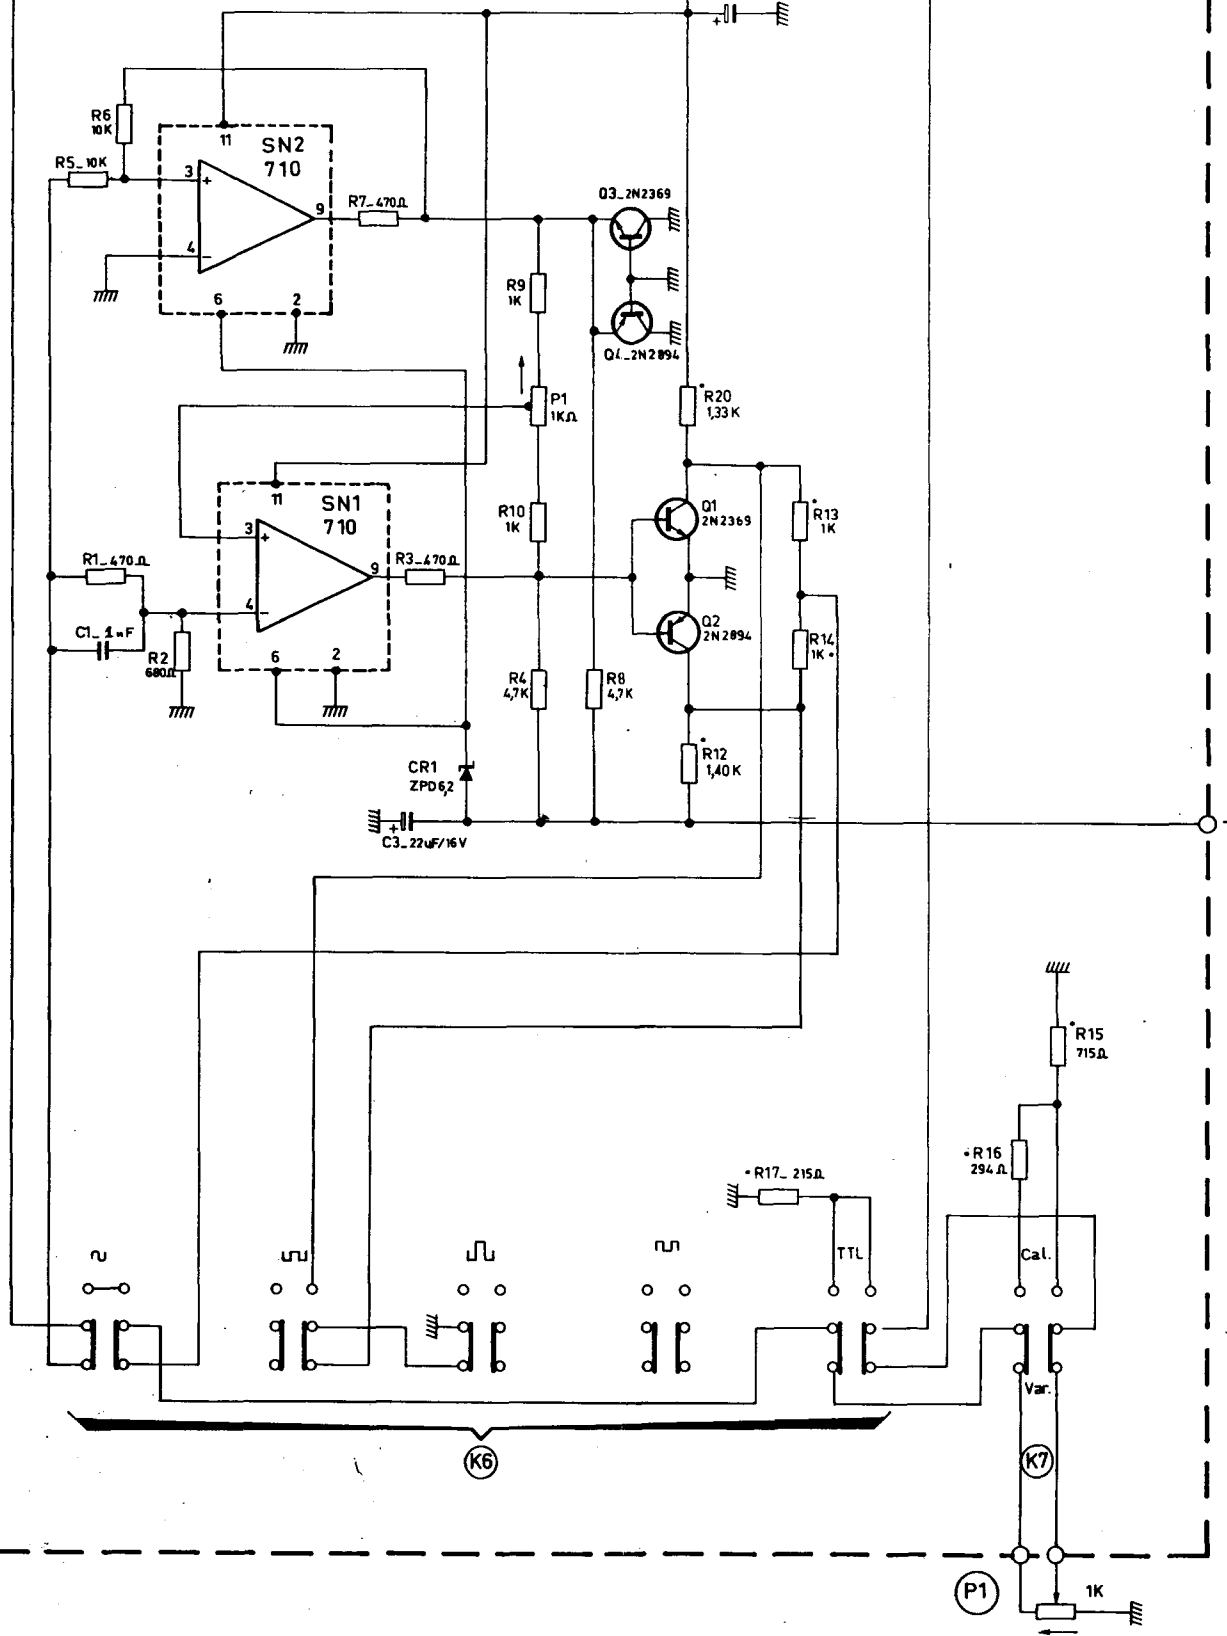 +
R6
10K
11
SN2
710
R5_10K
3
+
9
R7_470Ω
Q3_2N2369
4
-
R9
1K
6
2
Q4_2N2894
P1
1KΩ
R20
1,33K
11
SN1
710
Q1
2N2369
R10
1K
R13
1K
3
+
R1_470Ω
9
R3_470Ω
4
-
C1_1nF
Q2
2N2894
R14
1K
R2
680Ω
6
2
R4
4,7K
R8
4,7K
R12
1,40K
CR1
ZPD6,2
+
C3_22uF/16V
R15
715Ω
R16
294Ω
R17_215Ω
TTL
Cal.
Var.
K6
K7
P1
1K